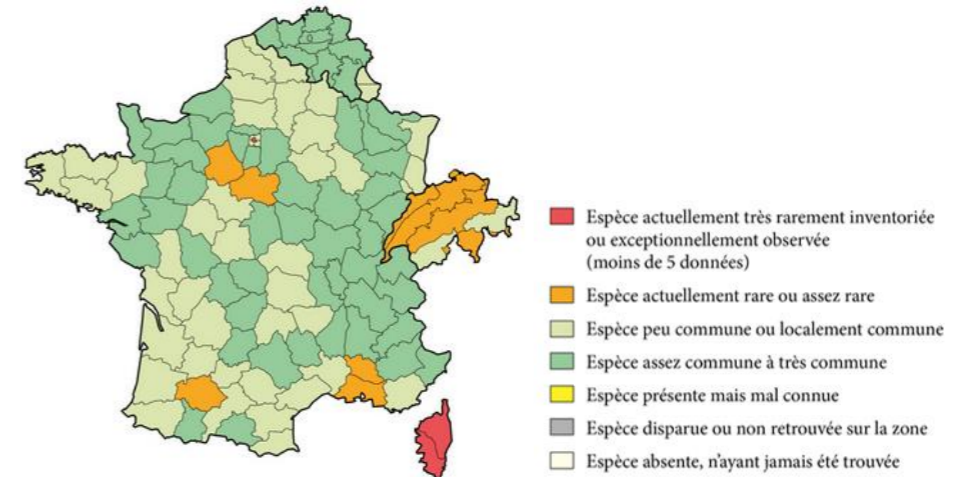 Espèce actuellement très rarement inventoriée
ou exceptionnellement observée
(moins de 5 données)
Espèce actuellement rare ou assez rare
Espèce peu commune ou localement commune
Espèce assez commune à très commune
Espèce présente mais mal connue
Espèce disparue ou non retrouvée sur la zone
Espèce absente, n'ayant jamais été trouvée